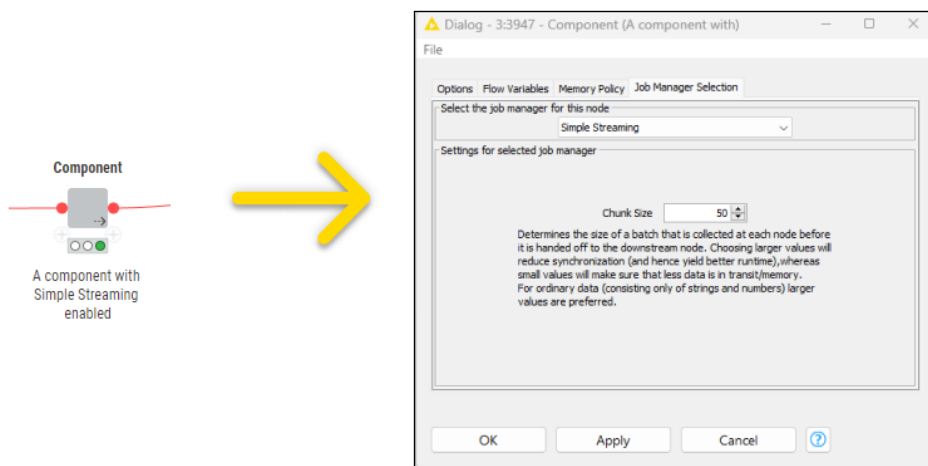 Component
A component with
Simple Streaming
enabled
Dialog - 3:3947 - Component (A component with)
File
Options Flow Variables Memory Policy Job Manager Selection
Select the job manager for this node
Simple Streaming
Settings for selected job manager
Chunk Size 50
Determines the size of a batch that is collected at each node before
it is handed off to the downstream node. Choosing larger values will
reduce synchronization (and hence yield better runtime),whereas
small values will make sure that less data is in transit/memory.
For ordinary data (consisting only of strings and numbers) larger
values are preferred.
OK Apply Cancel ?